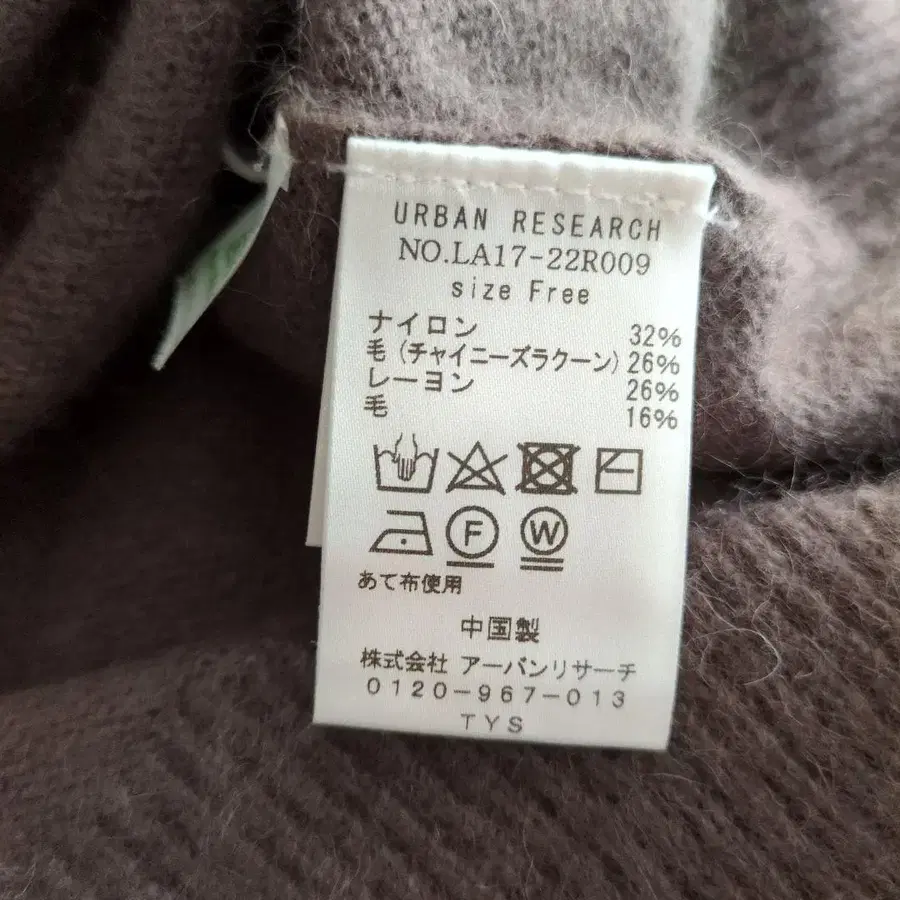 URBAN RESEARCH
NO.LA17-22R009
size Free
ナイロン 32%
毛(チャイニーズラクーン) 26%
レーヨン 26%
毛 16%
F W
あて布使用
中国製
株式会社 アーバンリサーチ
0120-967-013
TYS